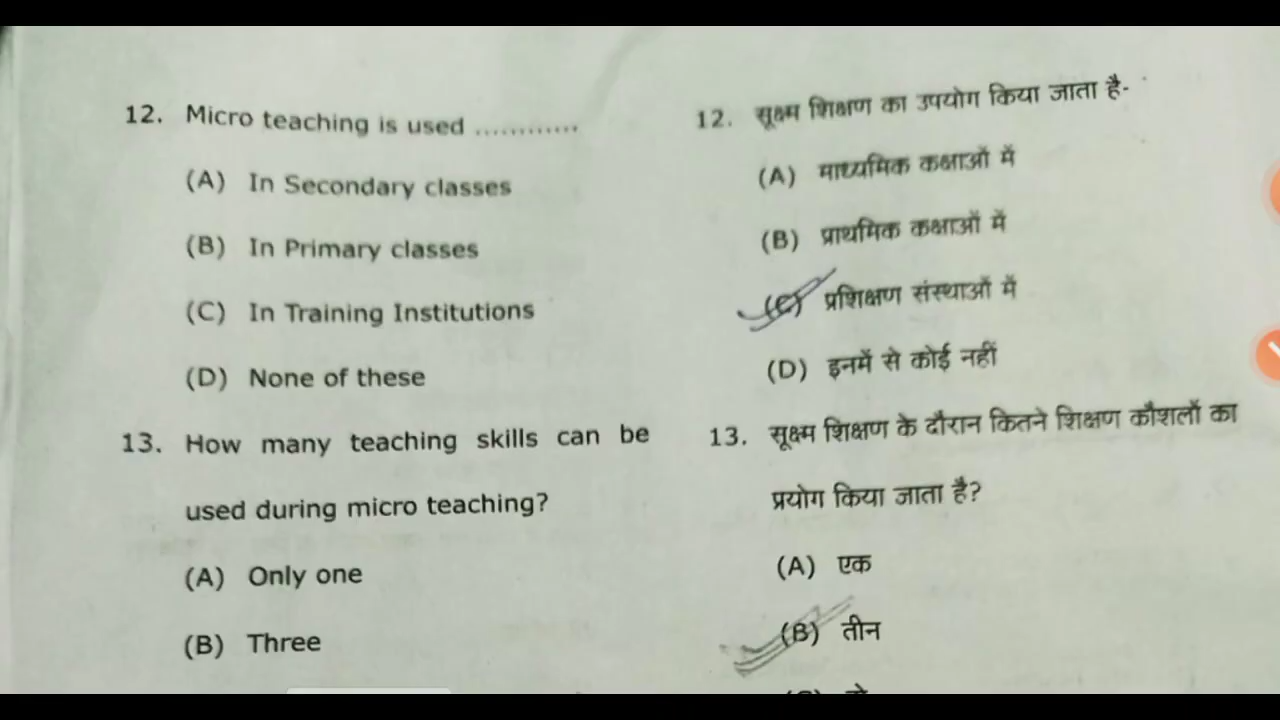 12. Micro teaching is used ............
(A) In Secondary classes
(B) In Primary classes
(C) In Training Institutions
(D) None of these
13. How many teaching skills can be
used during micro teaching?
(A) Only one
(B) Three
12. सूक्ष्म शिक्षण का उपयोग किया जाता है-
(A) माध्यमिक कक्षाओं में
(B) प्राथमिक कक्षाओं में
(C) प्रशिक्षण संस्थाओं में
(D) इनमें से कोई नहीं
13. सूक्ष्म शिक्षण के दौरान कितने शिक्षण कौशलों का
प्रयोग किया जाता है?
(A) एक
(B) तीन